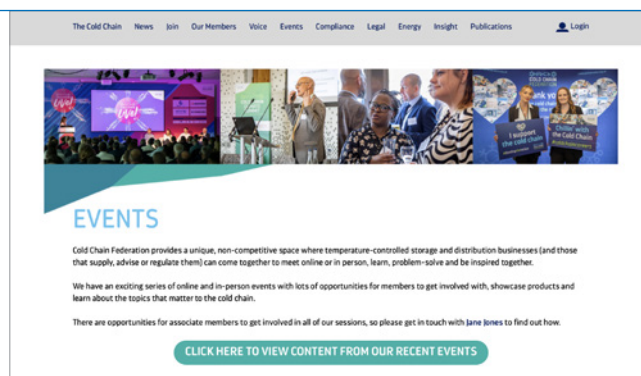 The Cold Chain News Join Our Members Voice Events Compliance Legal Energy Insight Publications Login
Live!
I support
the cold chain
Chillin' with
the Cold Chain
EVENTS
Cold Chain Federation provides a unique, non-competitive space where temperature-controlled storage and distribution businesses (and those
that supply, advise or regulate them) can come together to meet online or in person, learn, problem-solve and be inspired together.
We have an exciting series of online and in-person events with lots of opportunities for members to get involved with, showcase products and
learn about the topics that matter to the cold chain.
There are opportunities for associate members to get involved in all of our sessions, so please get in touch with Jane Jones to find out how.
CLICK HERE TO VIEW CONTENT FROM OUR RECENT EVENTS